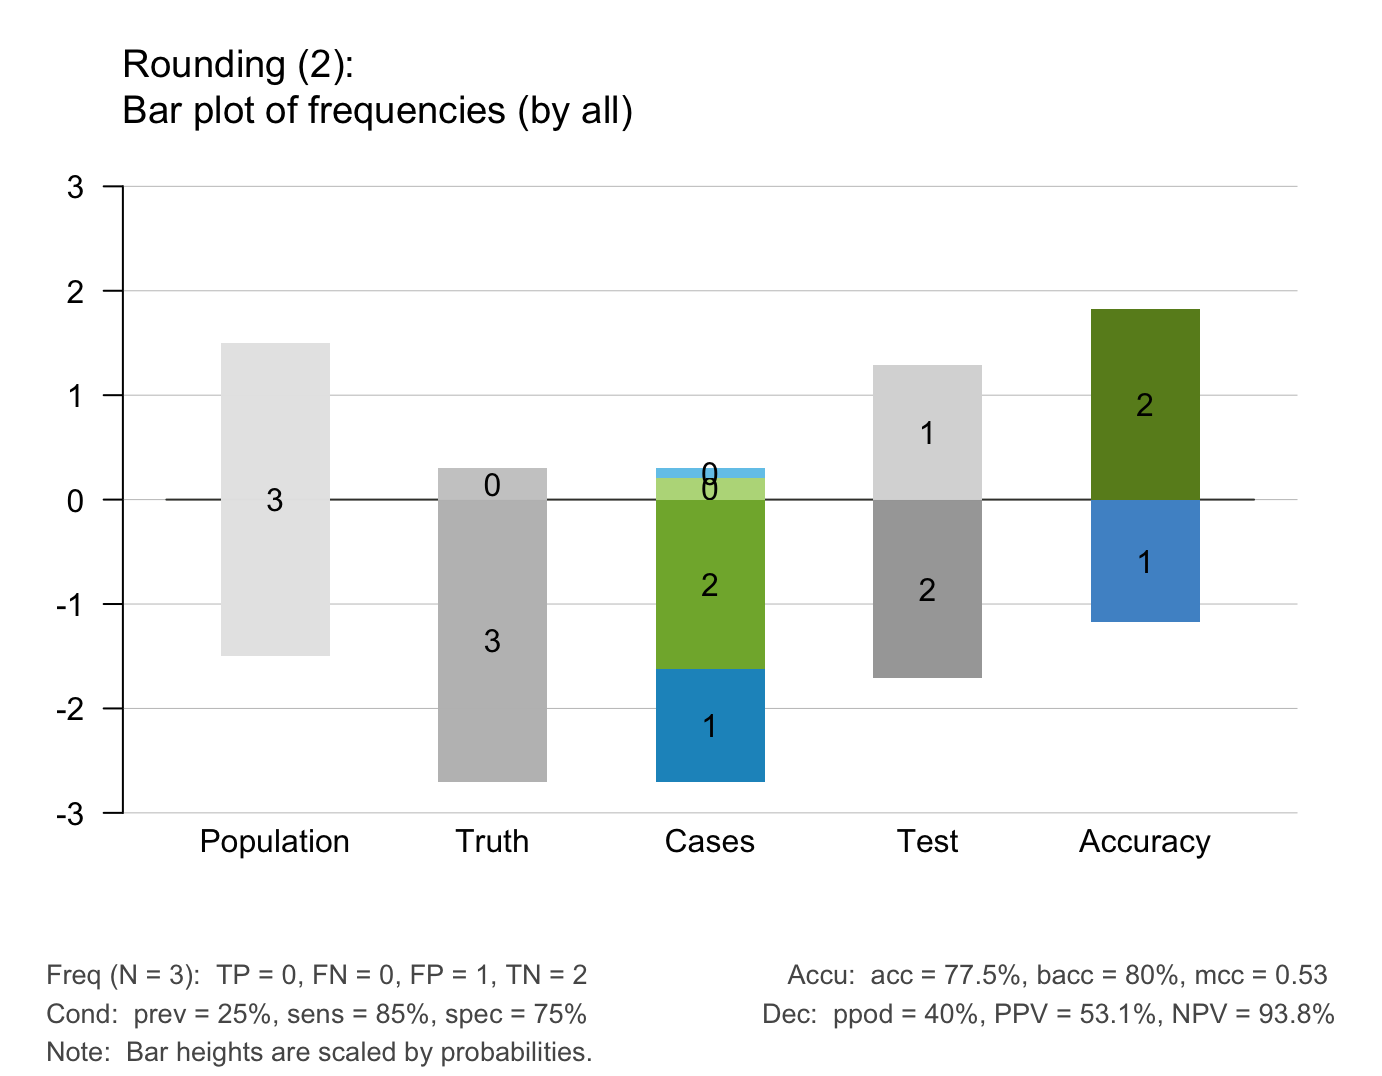 Rounding (2):
Bar plot of frequencies (by all)
3
2
1
0
-1
-2
-3
3
0
3
0
0
2
1
1
2
2
1
Population
Truth
Cases
Test
Accuracy
Freq (N = 3):  TP = 0, FN = 0, FP = 1, TN = 2
Accu:  acc = 77.5%, bacc = 80%, mcc = 0.53
Cond:  prev = 25%, sens = 85%, spec = 75%
Dec:  ppod = 40%, PPV = 53.1%, NPV = 93.8%
Note:  Bar heights are scaled by probabilities.